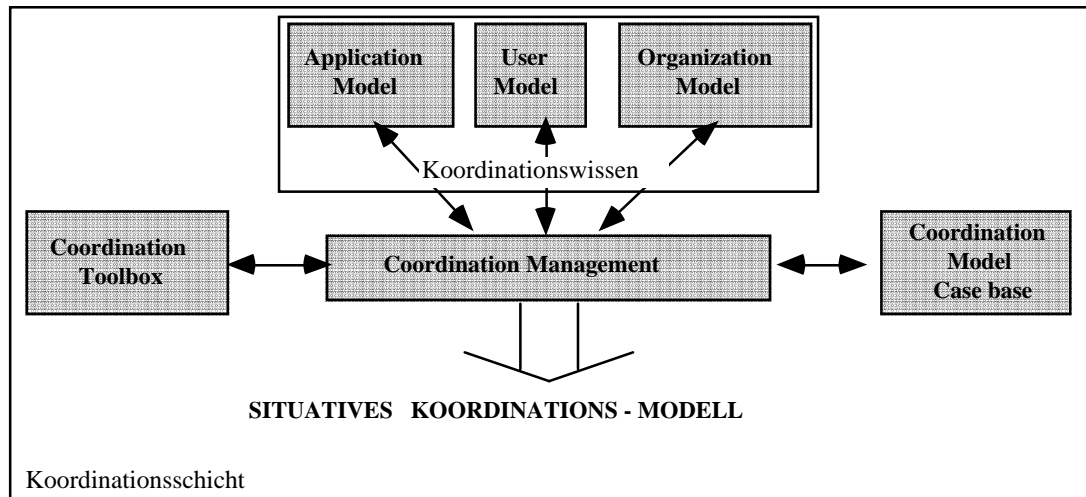 Application
Model
User
Model
Organization
Model
Koordinationswissen
Coordination
Toolbox
Coordination Management
Coordination
Model
Case base
SITUATIVES KOORDINATIONS - MODELL
Koordinationsschicht